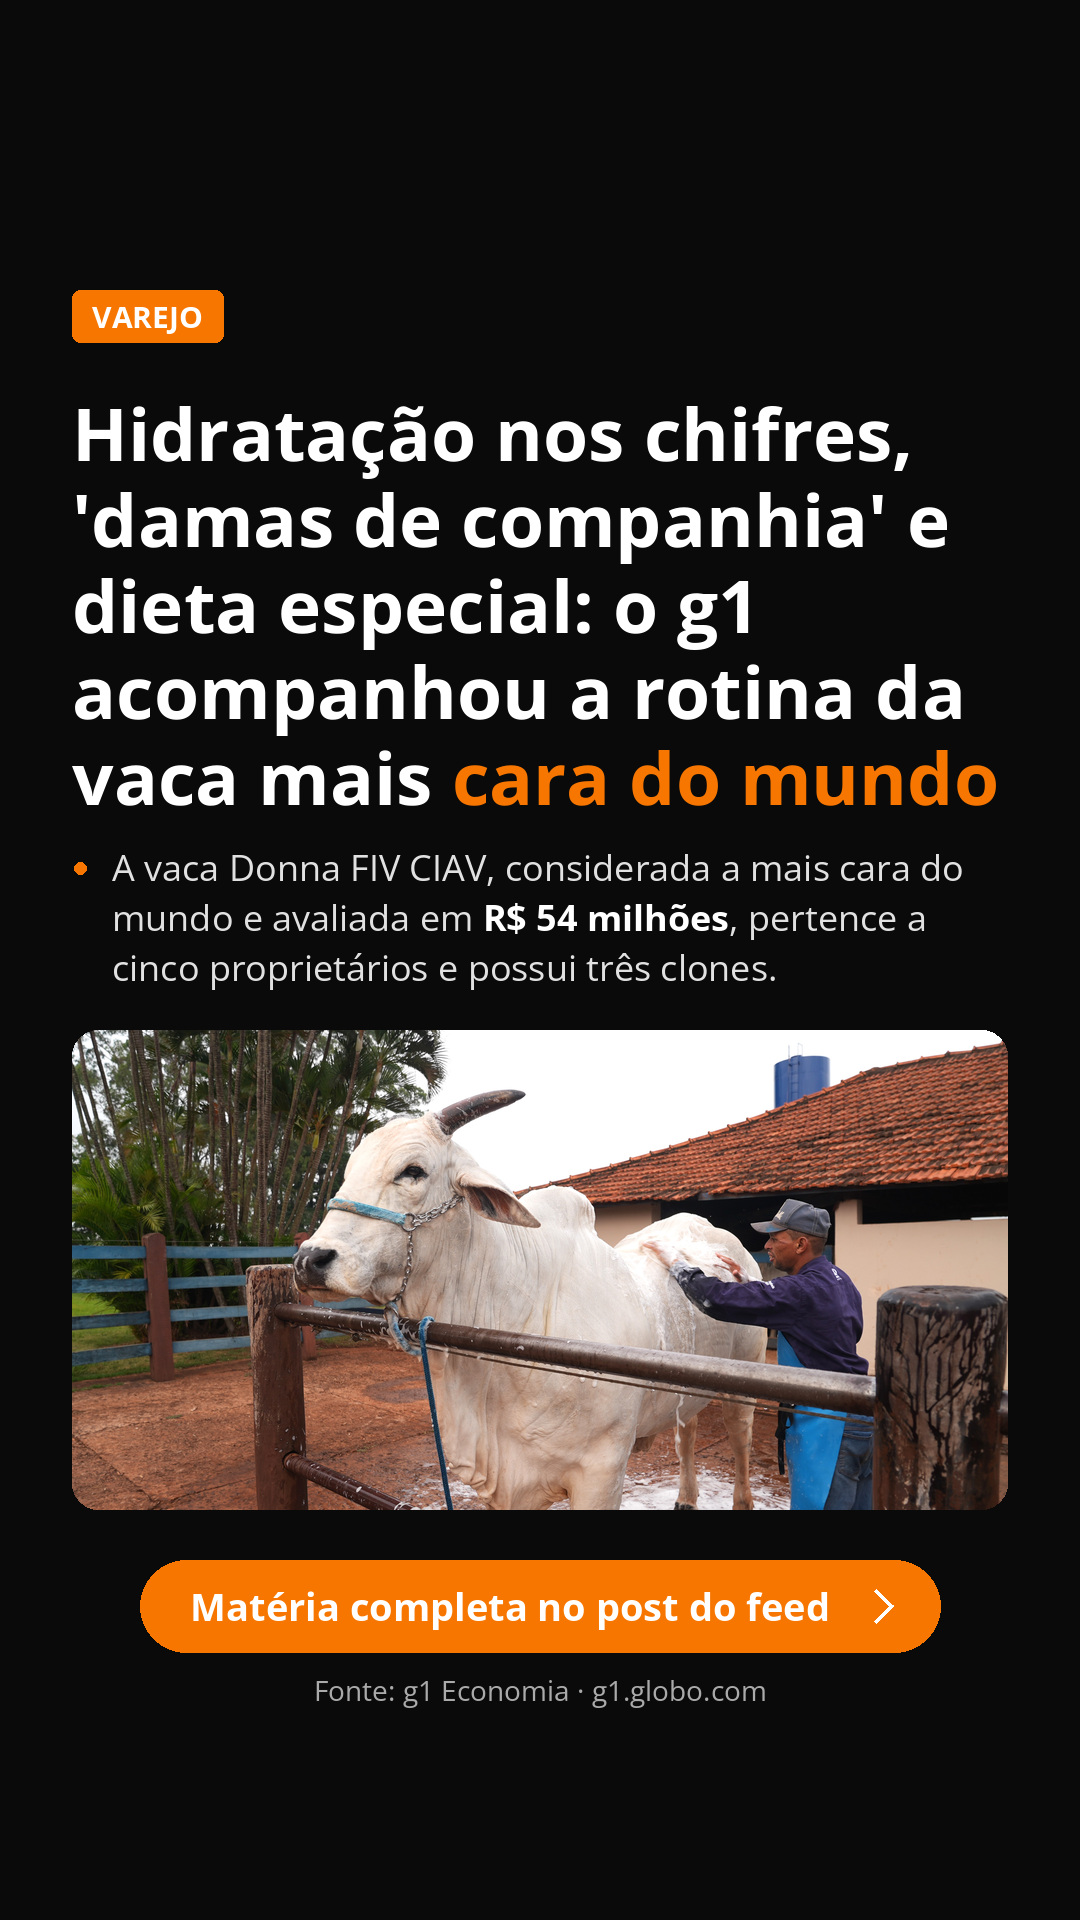 VAREJO
Hidratação nos chifres,
'damas de companhia' e
dieta especial: o g1
acompanhou a rotina da
vaca mais cara do mundo
• A vaca Donna FIV CIAV, considerada a mais cara do
mundo e avaliada em R$ 54 milhões, pertence a
cinco proprietários e possui três clones.
Matéria completa no post do feed
Fonte: g1 Economia · g1.globo.com